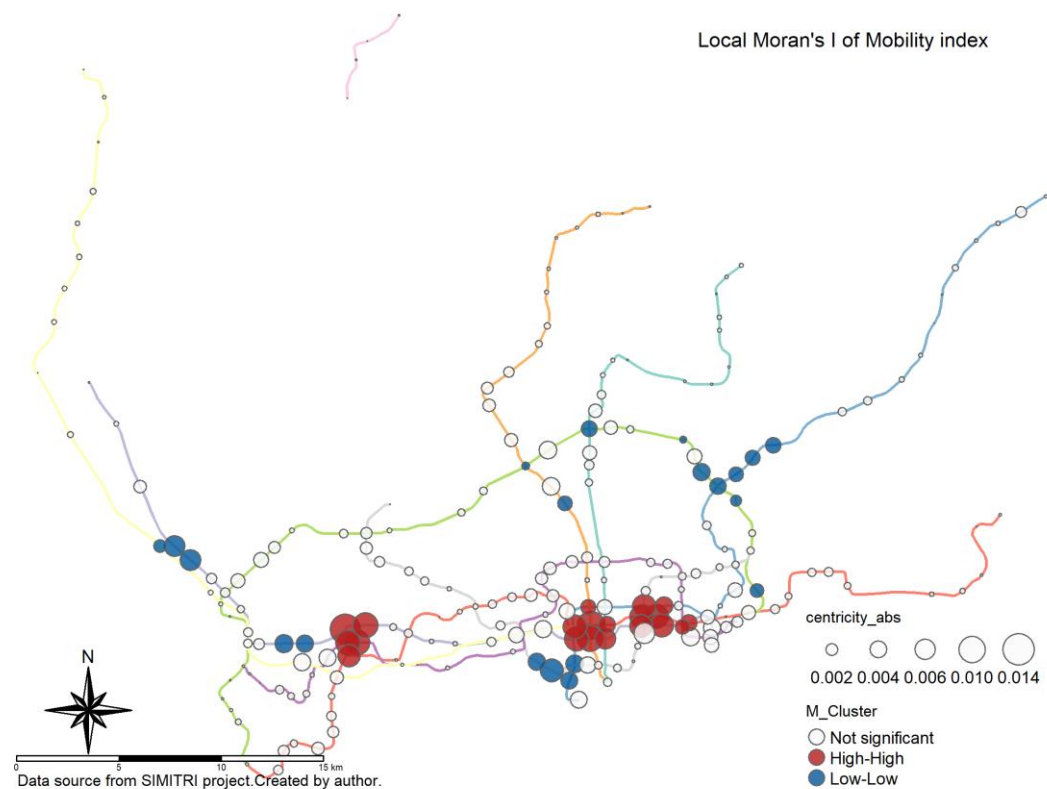 Local Moran's I of Mobility index
centricity_abs
0.002 0.004 0.006 0.010 0.014
M_Cluster
Not significant
High-High
Low-Low
N
0 5 10 15 km
Data source from SIMITRI project.Created by author.